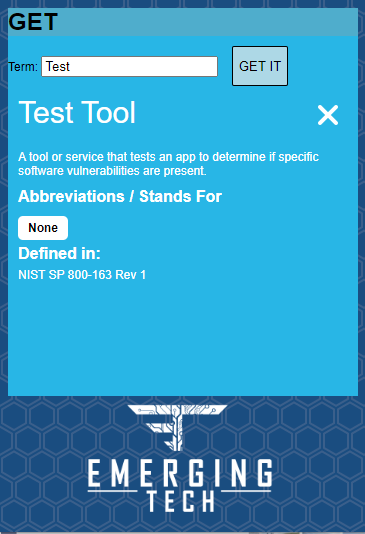 GET
Term: Test GET IT
Test Tool
A tool or service that tests an app to determine if specific
software vulnerabilities are present.
Abbreviations / Stands For
None
Defined in:
NIST SP 800-163 Rev 1
EMERGING
TECH